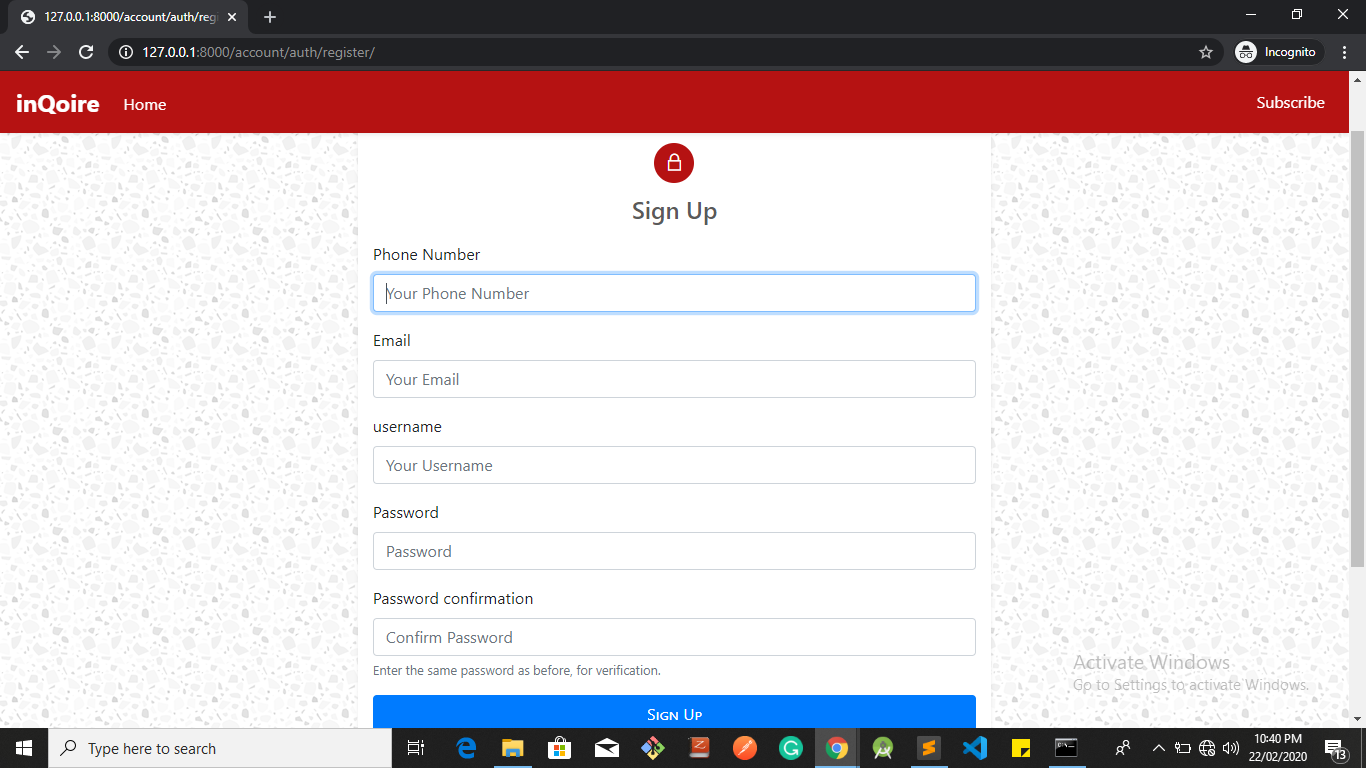 127.0.0.1:8000/account/auth/regi
127.0.0.1:8000/account/auth/register/
Incognito
inQoire Home Subscribe
Sign Up
Phone Number
Your Phone Number
Email
Your Email
username
Your Username
Password
Password
Password confirmation
Confirm Password
Enter the same password as before, for verification.
Sign Up
Activate Windows
Go to Settings to activate Windows.
Type here to search
10:40 PM
22/02/2020
13